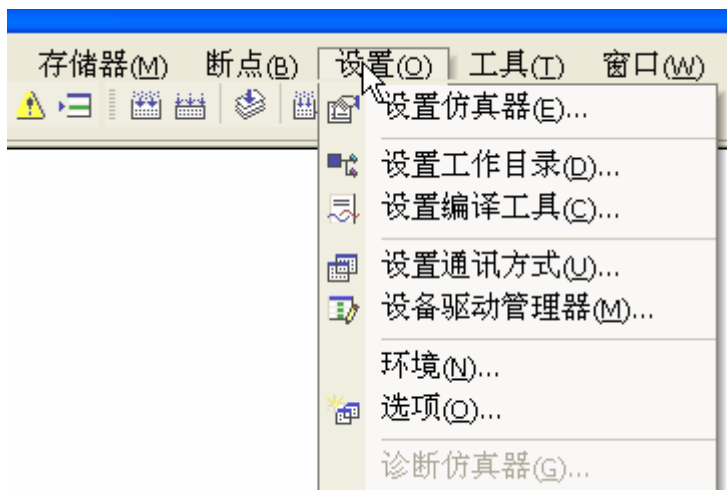 存储器(M) 断点(B) 设置(O) 工具(T) 窗口(W)
设置仿真器(E)...
设置工作目录(D)...
设置编译工具(C)...
设置通讯方式(U)...
设备驱动管理器(M)...
环境(N)...
选项(O)...
诊断仿真器(G)...